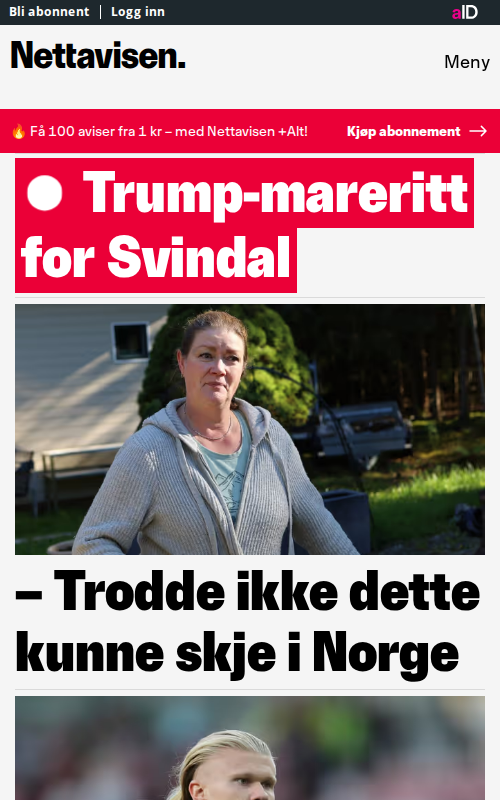 Bli abonnent | Logg inn
aID
Nettavisen.
Meny
🔥 Få 100 aviser fra 1 kr – med Nettavisen +Alt!
Kjøp abonnement →
Trump-mareritt
for Svindal
– Trodde ikke dette
kunne skje i Norge